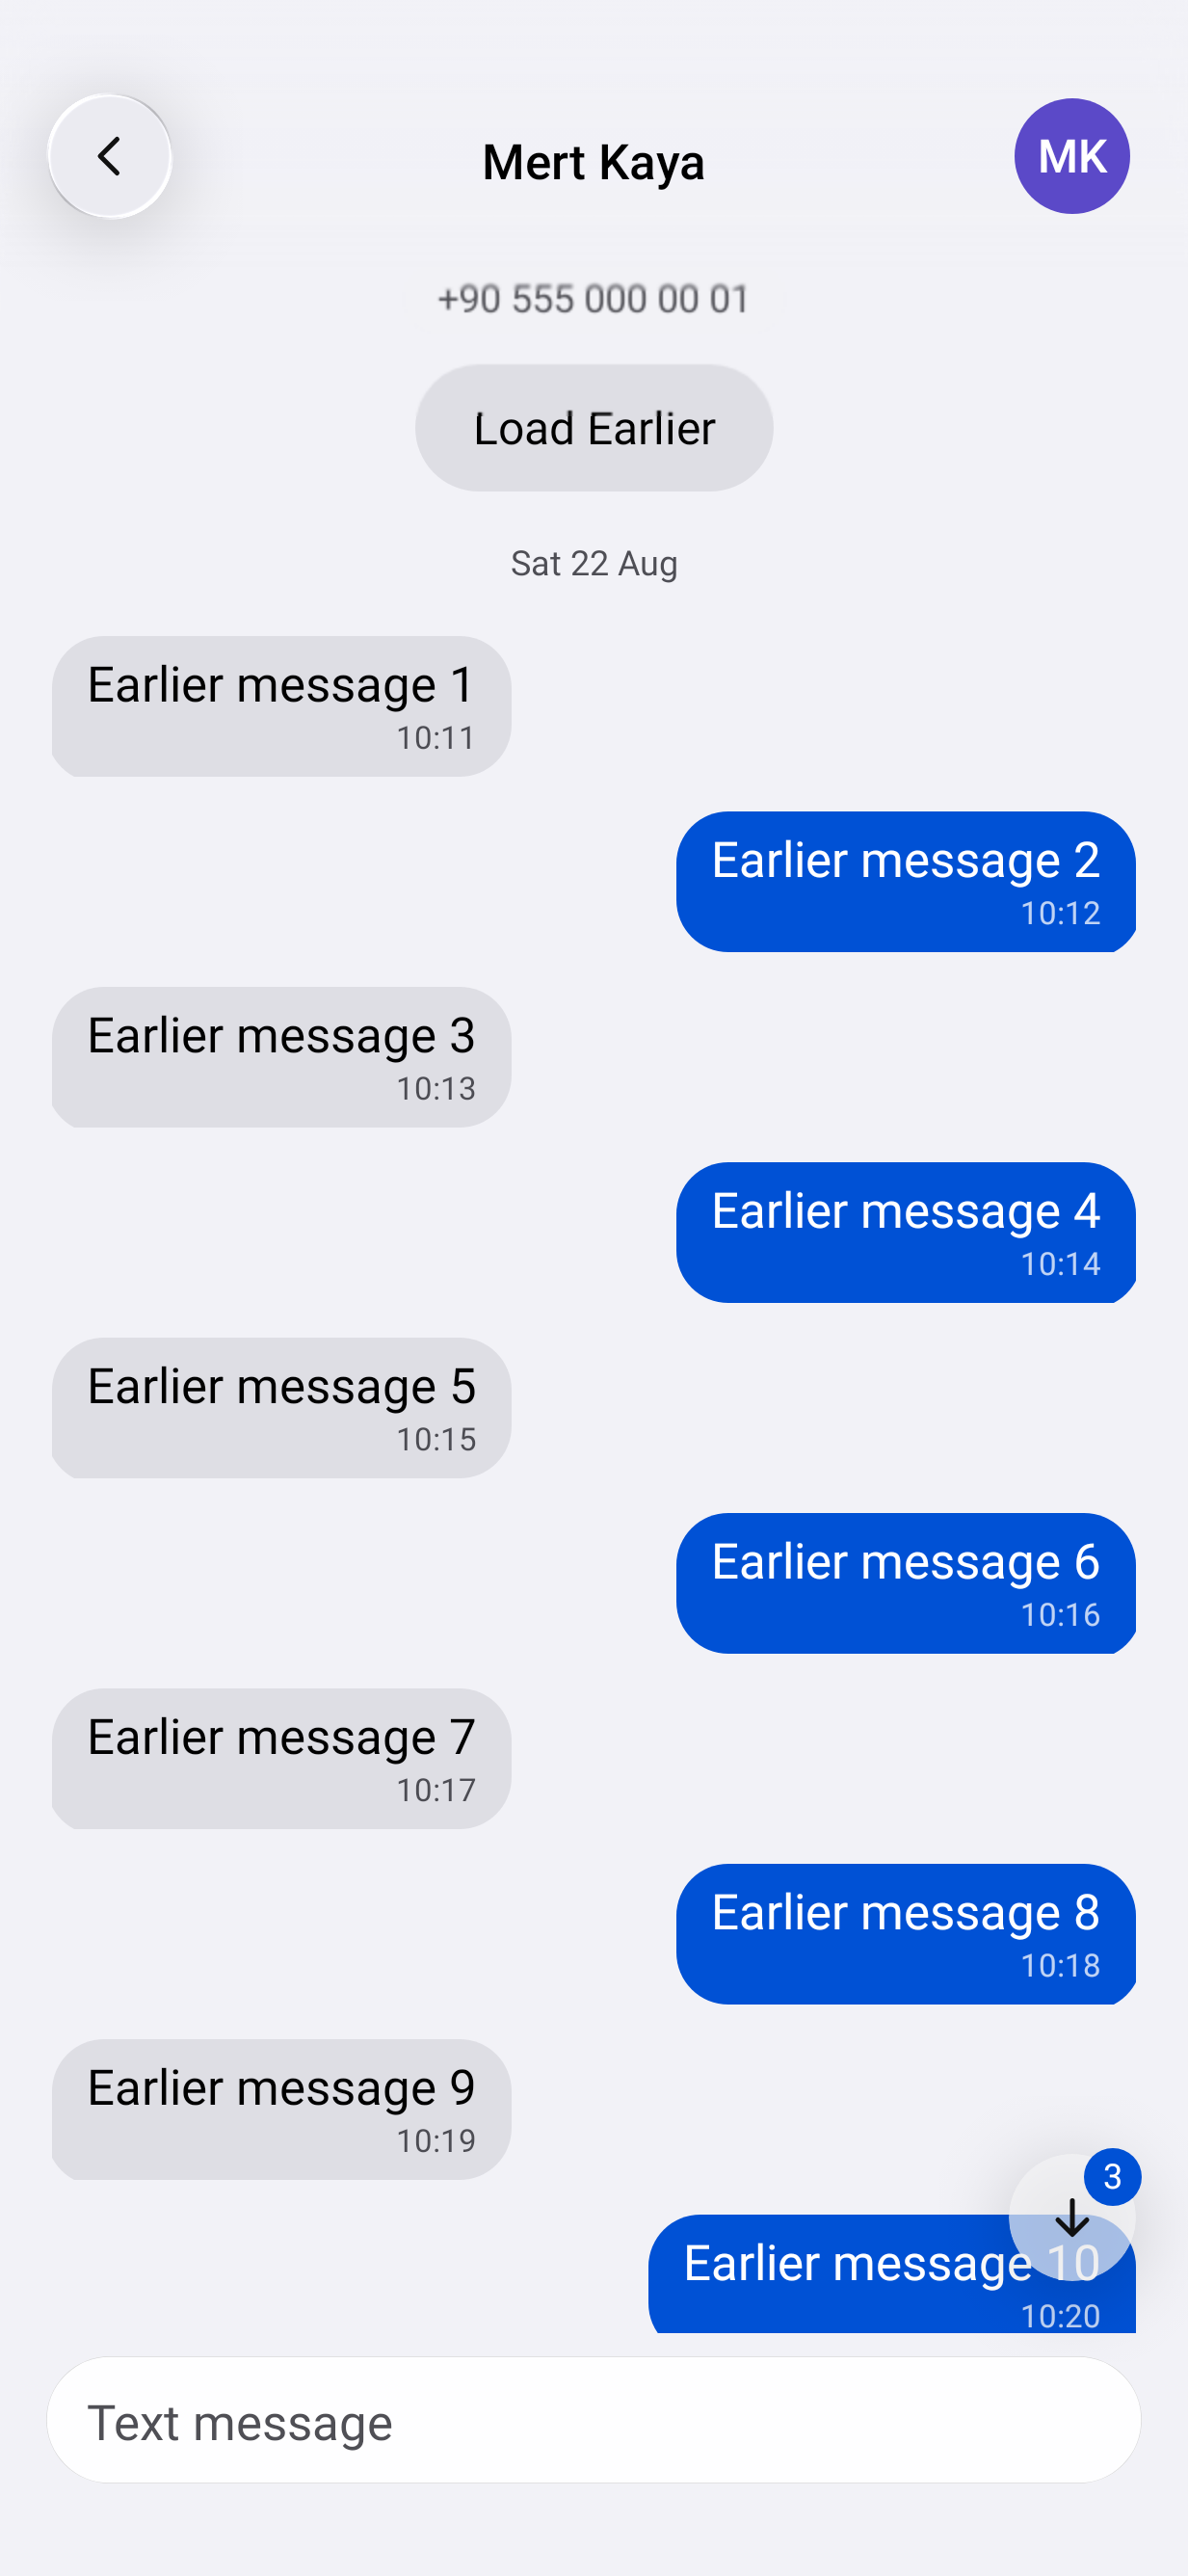 Mert Kaya
MK
+90 555 000 00 01
Load Earlier
Sat 22 Aug
Earlier message 1
10:11
Earlier message 2
10:12
Earlier message 3
10:13
Earlier message 4
10:14
Earlier message 5
10:15
Earlier message 6
10:16
Earlier message 7
10:17
Earlier message 8
10:18
Earlier message 9
10:19
3
Earlier message 10
10:20
Text message